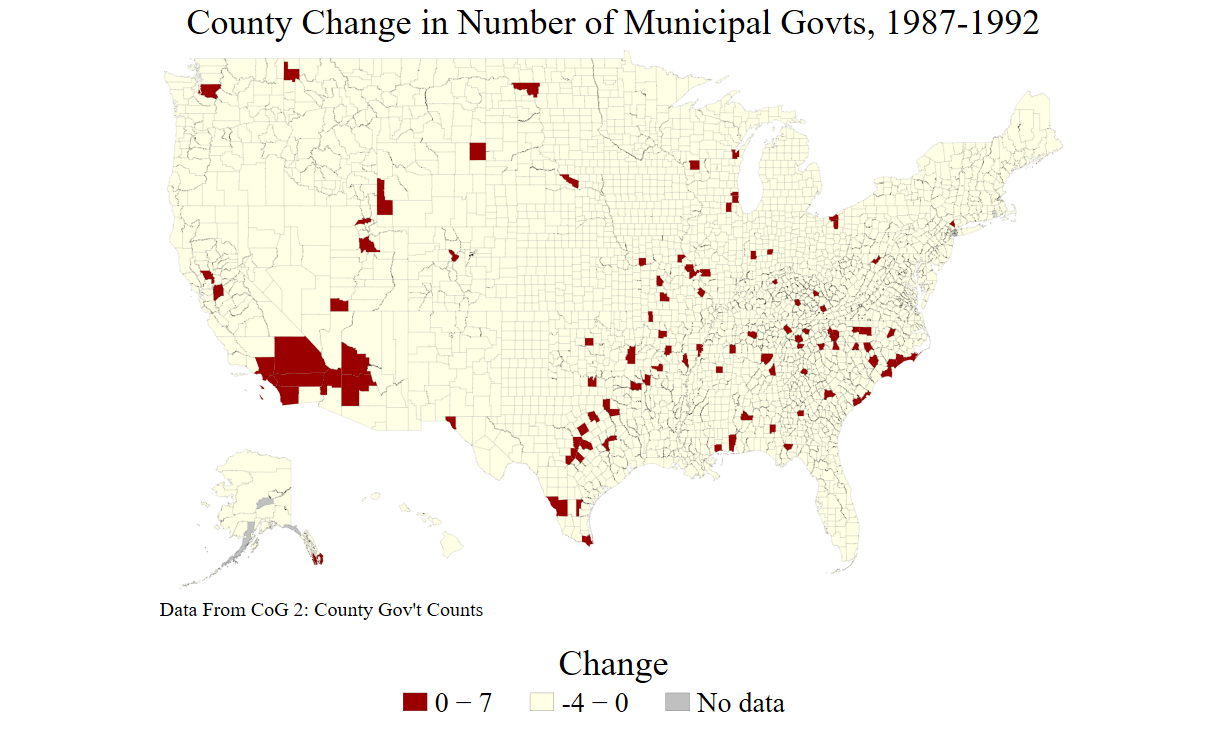 County Change in Number of Municipal Govts, 1987-1992
Data From CoG 2: County Gov't Counts
Change
0 − 7 -4 − 0 No data